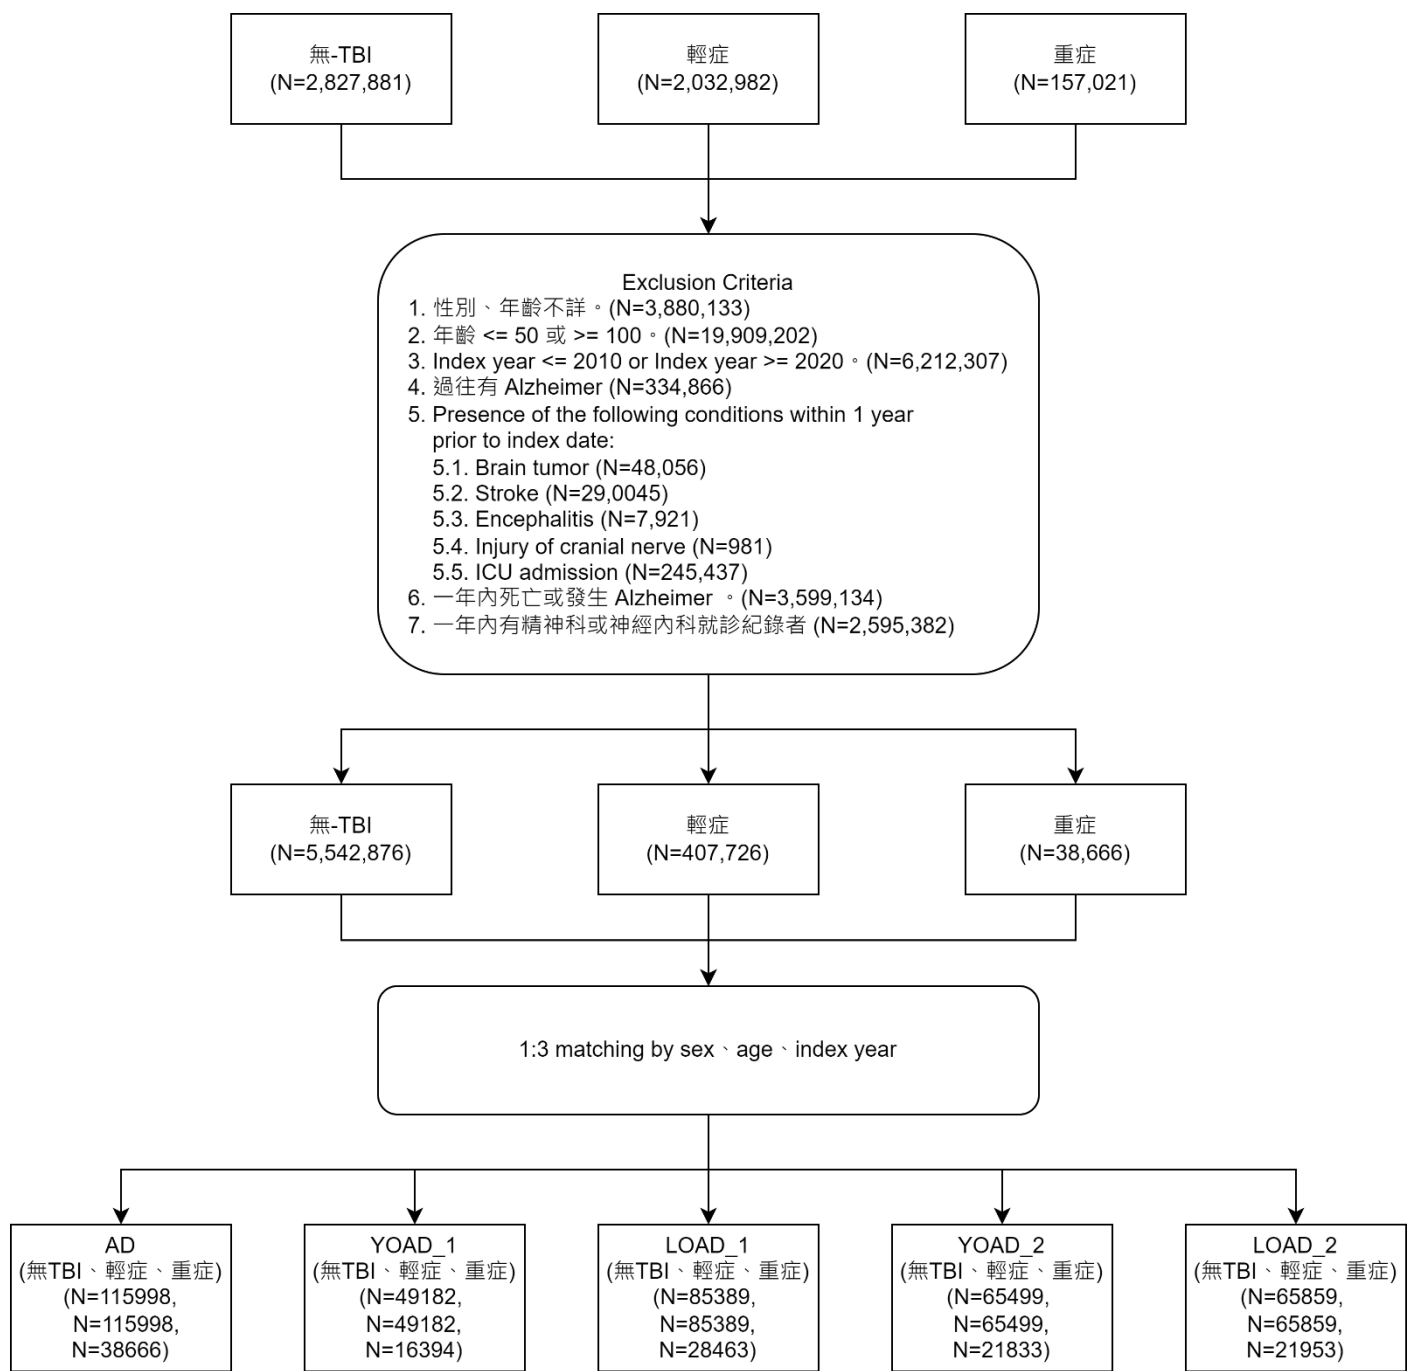 無-TBI
(N=2,827,881)
輕症
(N=2,032,982)
重症
(N=157,021)
Exclusion Criteria
1. 性別、年齡不詳。(N=3,880,133)
2. 年齡 <= 50 或 >= 100。(N=19,909,202)
3. Index year <= 2010 or Index year >= 2020。(N=6,212,307)
4. 過往有 Alzheimer (N=334,866)
5. Presence of the following conditions within 1 year
prior to index date:
5.1. Brain tumor (N=48,056)
5.2. Stroke (N=29,0045)
5.3. Encephalitis (N=7,921)
5.4. Injury of cranial nerve (N=981)
5.5. ICU admission (N=245,437)
6. 一年內死亡或發生 Alzheimer 。(N=3,599,134)
7. 一年內有精神科或神經內科就診紀錄者 (N=2,595,382)
無-TBI
(N=5,542,876)
輕症
(N=407,726)
重症
(N=38,666)
1:3 matching by sex、age、index year
AD
(無TBI、輕症、重症)
(N=115998,
N=115998,
N=38666)
YOAD_1
(無TBI、輕症、重症)
(N=49182,
N=49182,
N=16394)
LOAD_1
(無TBI、輕症、重症)
(N=85389,
N=85389,
N=28463)
YOAD_2
(無TBI、輕症、重症)
(N=65499,
N=65499,
N=21833)
LOAD_2
(無TBI、輕症、重症)
(N=65859,
N=65859,
N=21953)